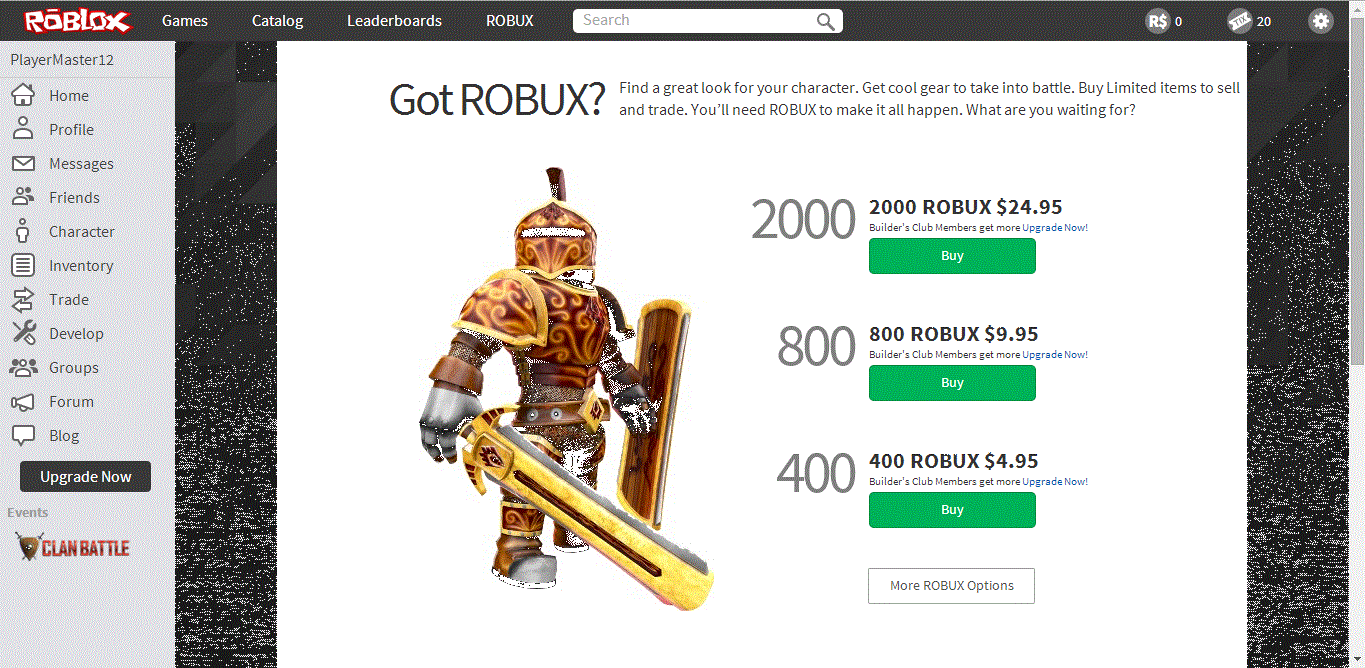 ROBLOX Games Catalog Leaderboards ROBUX Search R$ 0 TIX 20
PlayerMaster12
Home
Profile
Messages
Friends
Character
Inventory
Trade
Develop
Groups
Forum
Blog
Upgrade Now
Events
CLAN BATTLE
Got ROBUX?
Find a great look for your character. Get cool gear to take into battle. Buy Limited items to sell
and trade. You’ll need ROBUX to make it all happen. What are you waiting for?
2000
2000 ROBUX $24.95
Builder's Club Members get more Upgrade Now!
Buy
800
800 ROBUX $9.95
Builder's Club Members get more Upgrade Now!
Buy
400
400 ROBUX $4.95
Builder's Club Members get more Upgrade Now!
Buy
More ROBUX Options